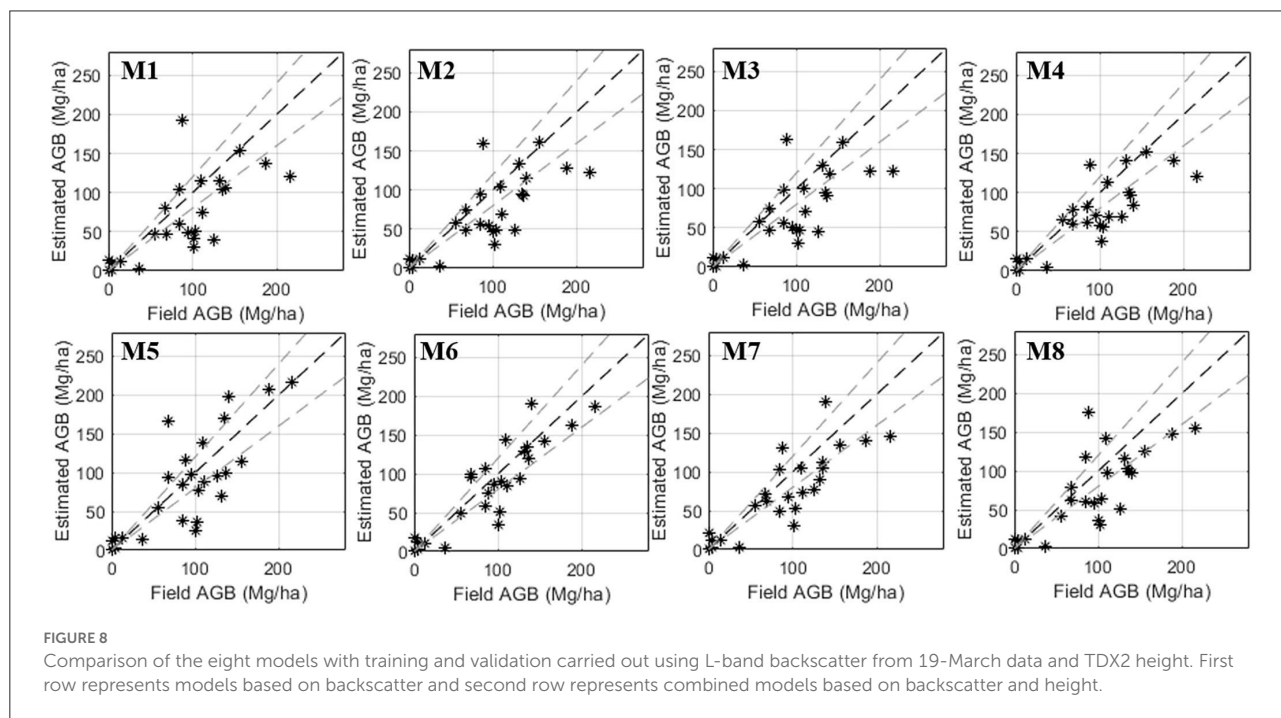 M1
250
200
150
100
50
0
Estimated AGB (Mg/ha)
0 100 200
Field AGB (Mg/ha)
M2
250
200
150
100
50
0
Estimated AGB (Mg/ha)
0 100 200
Field AGB (Mg/ha)
M3
250
200
150
100
50
0
Estimated AGB (Mg/ha)
0 100 200
Field AGB (Mg/ha)
M4
250
200
150
100
50
0
Estimated AGB (Mg/ha)
0 100 200
Field AGB (Mg/ha)
M5
250
200
150
100
50
0
Estimated AGB (Mg/ha)
0 100 200
Field AGB (Mg/ha)
M6
250
200
150
100
50
0
Estimated AGB (Mg/ha)
0 100 200
Field AGB (Mg/ha)
M7
250
200
150
100
50
0
Estimated AGB (Mg/ha)
0 100 200
Field AGB (Mg/ha)
M8
250
200
150
100
50
0
Estimated AGB (Mg/ha)
0 100 200
Field AGB (Mg/ha)
FIGURE 8
Comparison of the eight models with training and validation carried out using L-band backscatter from 19-March data and TDX2 height. First
row represents models based on backscatter and second row represents combined models based on backscatter and height.